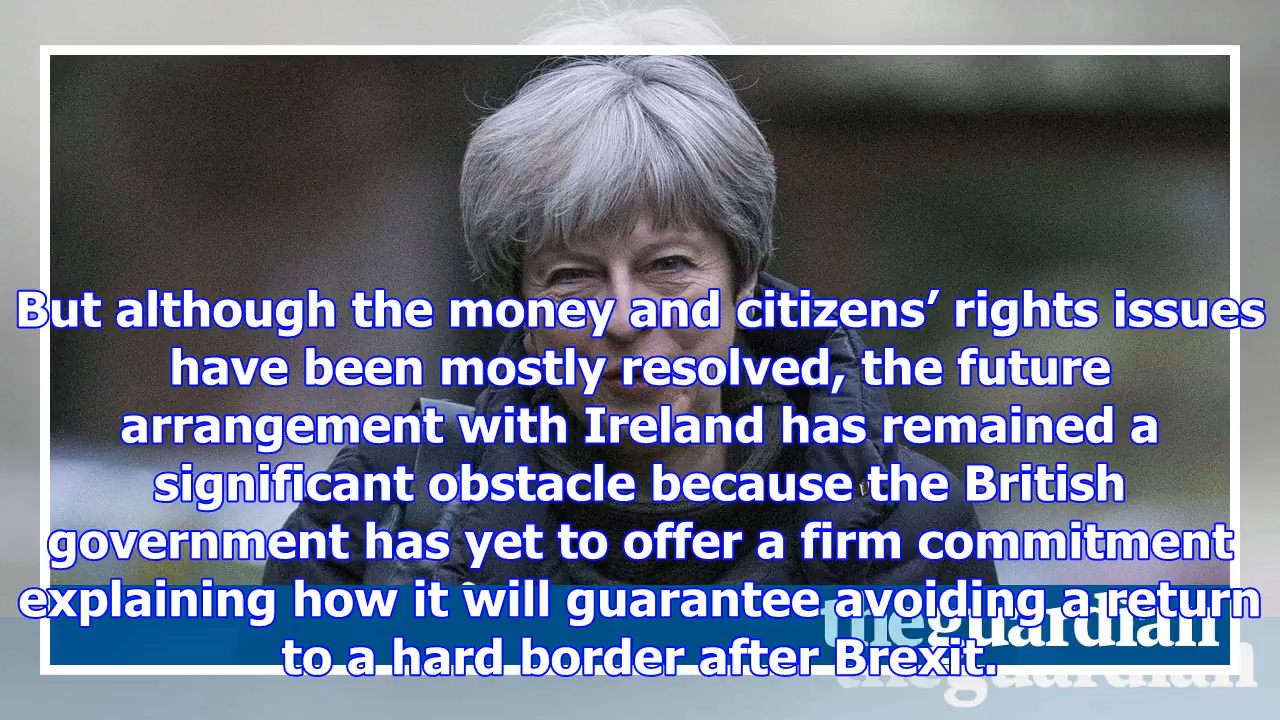 But although the money and citizens’ rights issues
have been mostly resolved, the future
arrangement with Ireland has remained a
significant obstacle because the British
government has yet to offer a firm commitment
explaining how it will guarantee avoiding a return
to a hard border after Brexit.
theguardian
theguardian